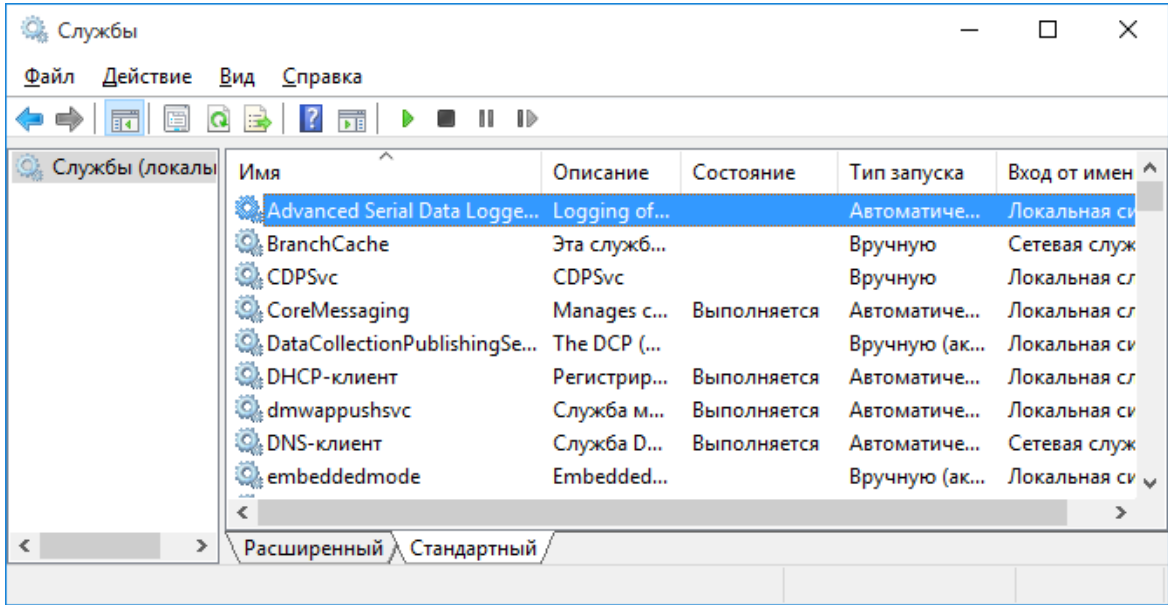 Службы
Файл Действие Вид Справка
Службы (локалы
Имя Описание Состояние Тип запуска Вход от имен
Advanced Serial Data Logge... Logging of... Автоматиче... Локальная си
BranchCache Эта служб... Вручную Сетевая служ
CDPSvc CDPSvc Вручную Локальная сл
CoreMessaging Manages c... Выполняется Автоматиче... Локальная сл
DataCollectionPublishingSe... The DCP (... Вручную (ак... Локальная си
DHCP-клиент Регистрир... Выполняется Автоматиче... Локальная сл
dmwappushsvc Служба м... Выполняется Автоматиче... Локальная си
DNS-клиент Служба D... Выполняется Автоматиче... Сетевая служ
embeddedmode Embedded... Вручную (ак... Локальная си
Расширенный Стандартный